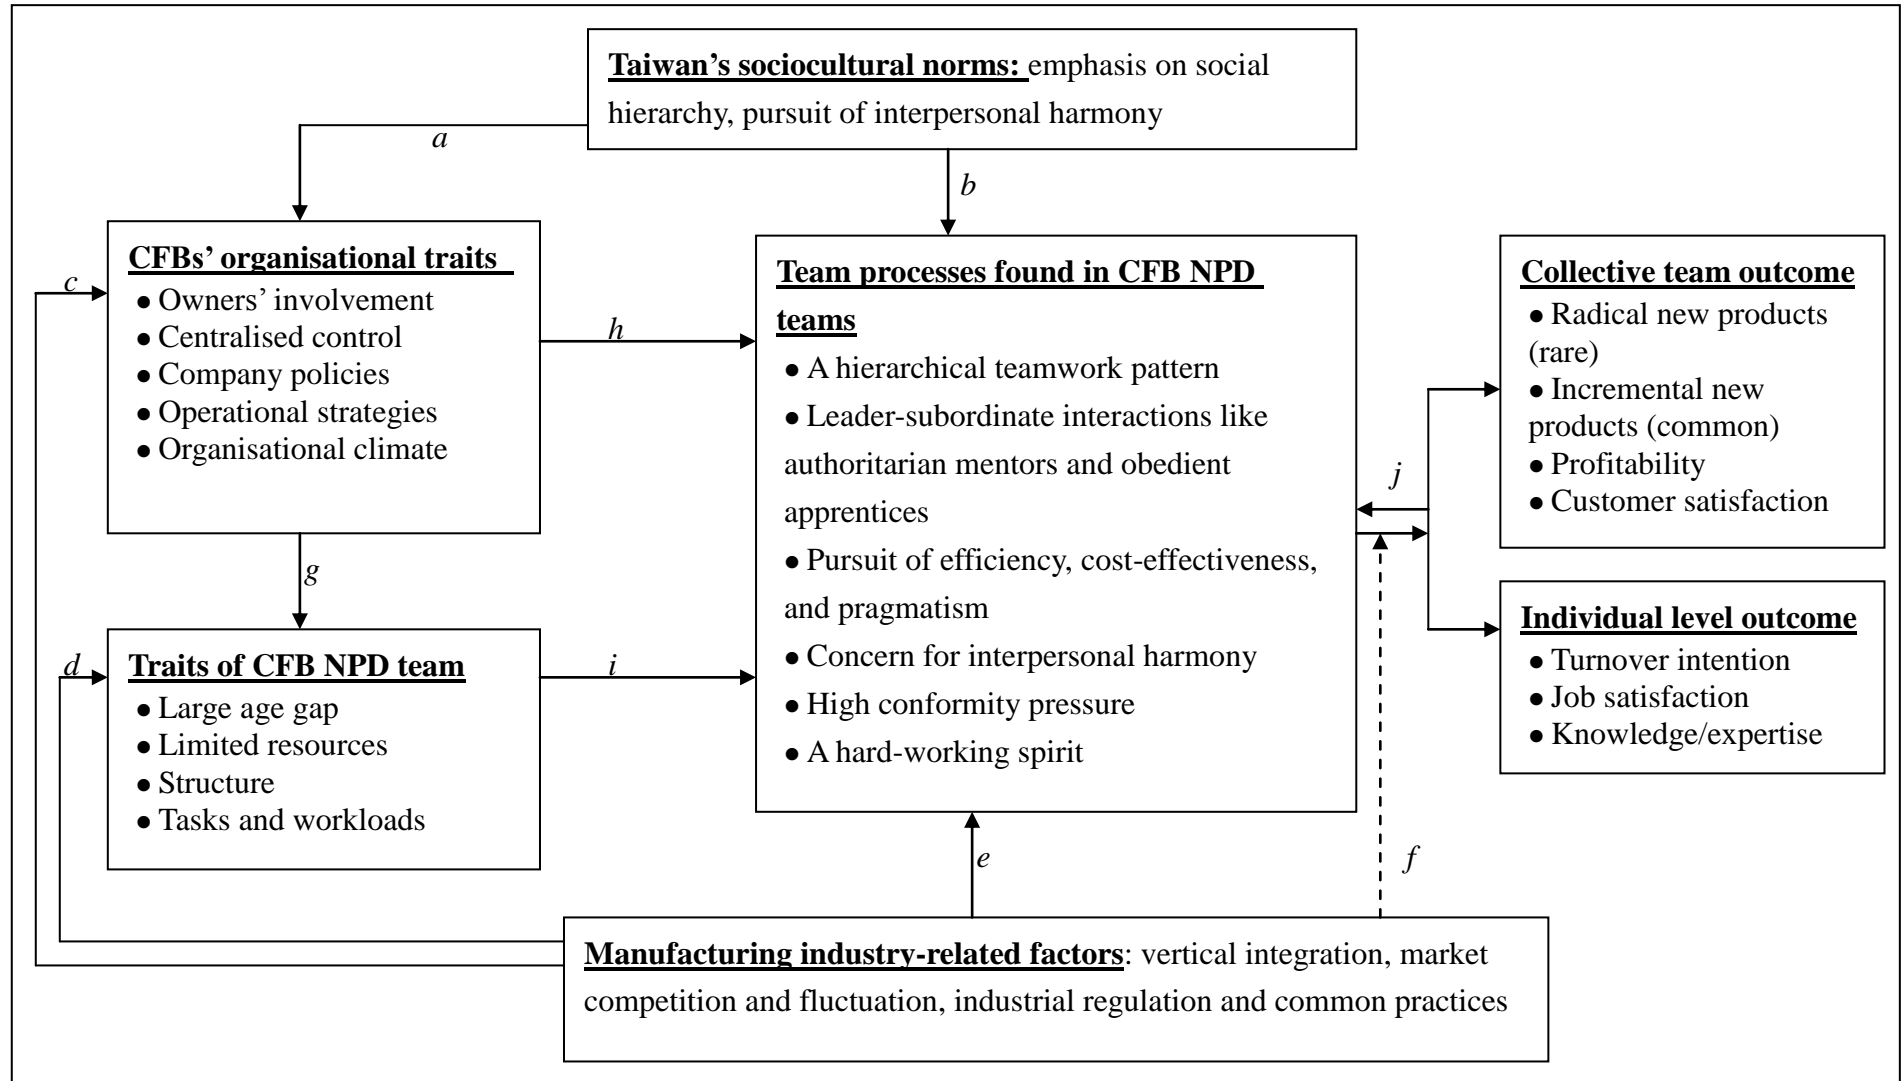 Taiwan’s sociocultural norms: emphasis on social
hierarchy, pursuit of interpersonal harmony
a
b
CFBs’ organisational traits
● Owners’ involvement
● Centralised control
● Company policies
● Operational strategies
● Organisational climate
c
h
g
Traits of CFB NPD team
● Large age gap
● Limited resources
● Structure
● Tasks and workloads
d
i
Team processes found in CFB NPD
teams
● A hierarchical teamwork pattern
● Leader-subordinate interactions like
authoritarian mentors and obedient
apprentices
● Pursuit of efficiency, cost-effectiveness,
and pragmatism
● Concern for interpersonal harmony
● High conformity pressure
● A hard-working spirit
j
Collective team outcome
● Radical new products
(rare)
● Incremental new
products (common)
● Profitability
● Customer satisfaction
Individual level outcome
● Turnover intention
● Job satisfaction
● Knowledge/expertise
e
f
Manufacturing industry-related factors: vertical integration, market
competition and fluctuation, industrial regulation and common practices